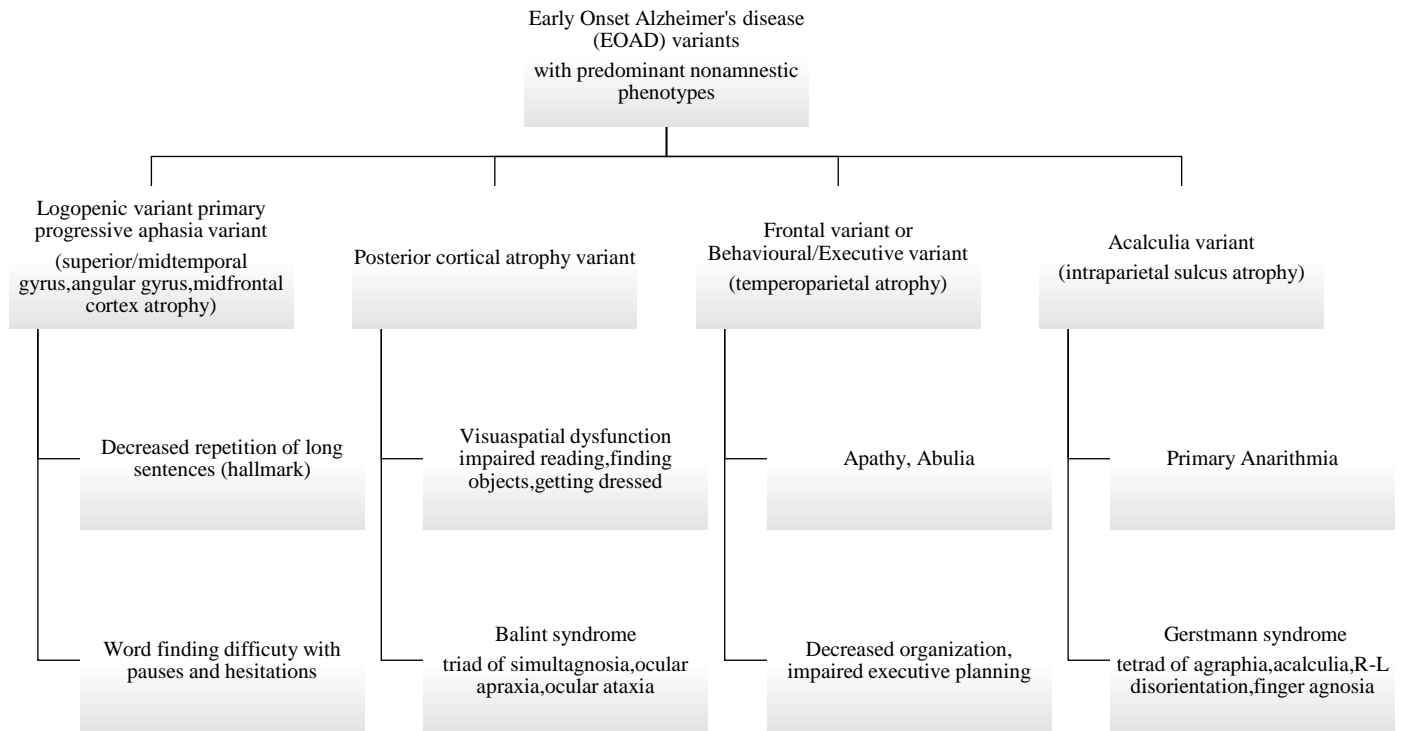 Early Onset Alzheimer's disease
(EOAD) variants
with predominant nonamnestic
phenotypes
Logopenic variant primary
progressive aphasia variant
(superior/midtemporal
gyrus,angular gyrus,midfrontal
cortex atrophy)
Posterior cortical atrophy variant
Frontal variant or
Behavioural/Executive variant
(temperoparietal atrophy)
Acalculia variant
(intraparietal sulcus atrophy)
Decreased repetition of long
sentences (hallmark)
Visuaspatial dysfunction
impaired reading,finding
objects,getting dressed
Apathy, Abulia
Primary Anarithmia
Word finding difficuty with
pauses and hesitations
Balint syndrome
triad of simultagnosia,ocular
apraxia,ocular ataxia
Decreased organization,
impaired executive planning
Gerstmann syndrome
tetrad of agraphia,acalculia,R-L
disorientation,finger agnosia